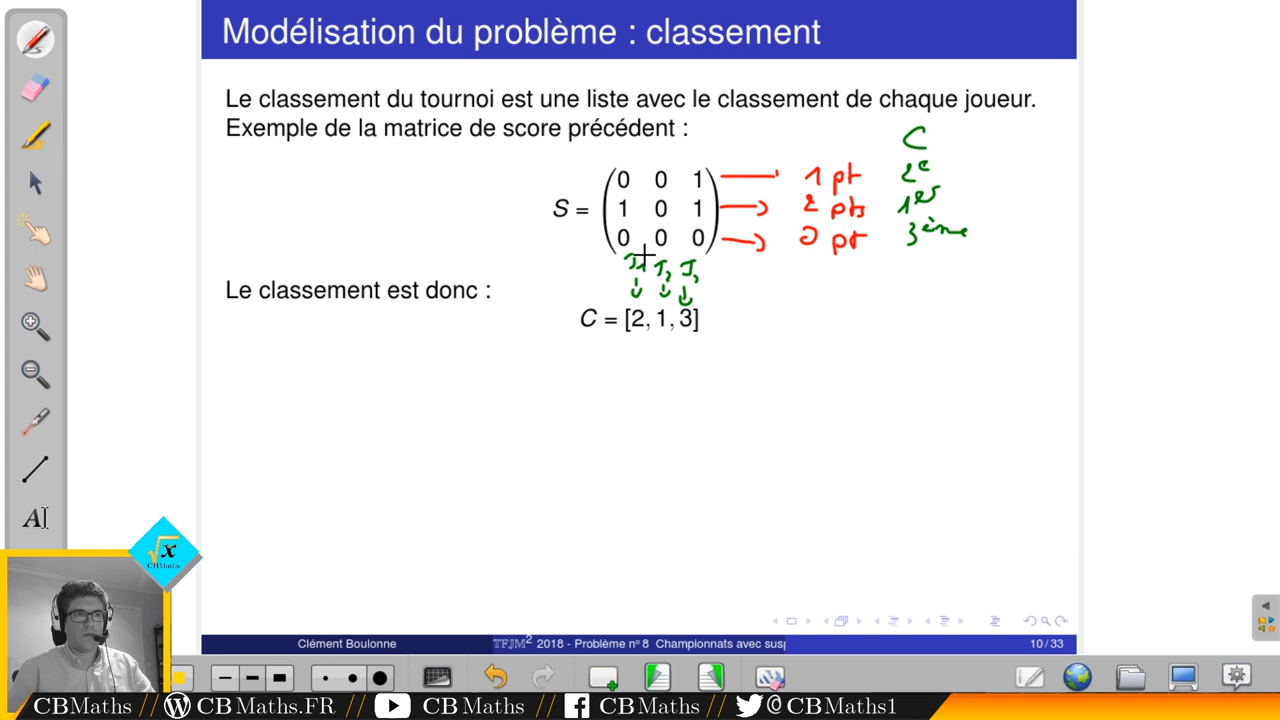 Modélisation du problème : classement
Le classement du tournoi est une liste avec le classement de chaque joueur.
Exemple de la matrice de score précédent :
C
0 0 1 1 pt 2e
S = 1 0 1 2 pts 1er
0 0 0 0 pt 3ème
J1 J2 J3
Le classement est donc :
C = [2, 1, 3]
A
√x
CBMaths
Clément Boulonne TFJM² 2018 - Problème nº 8 Championnats avec susp 10 / 33
CBMaths // CBMaths.FR // CBMaths // CBMaths // @CBMaths1